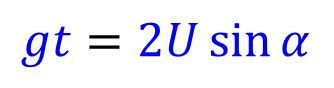 gt = 2U sin α